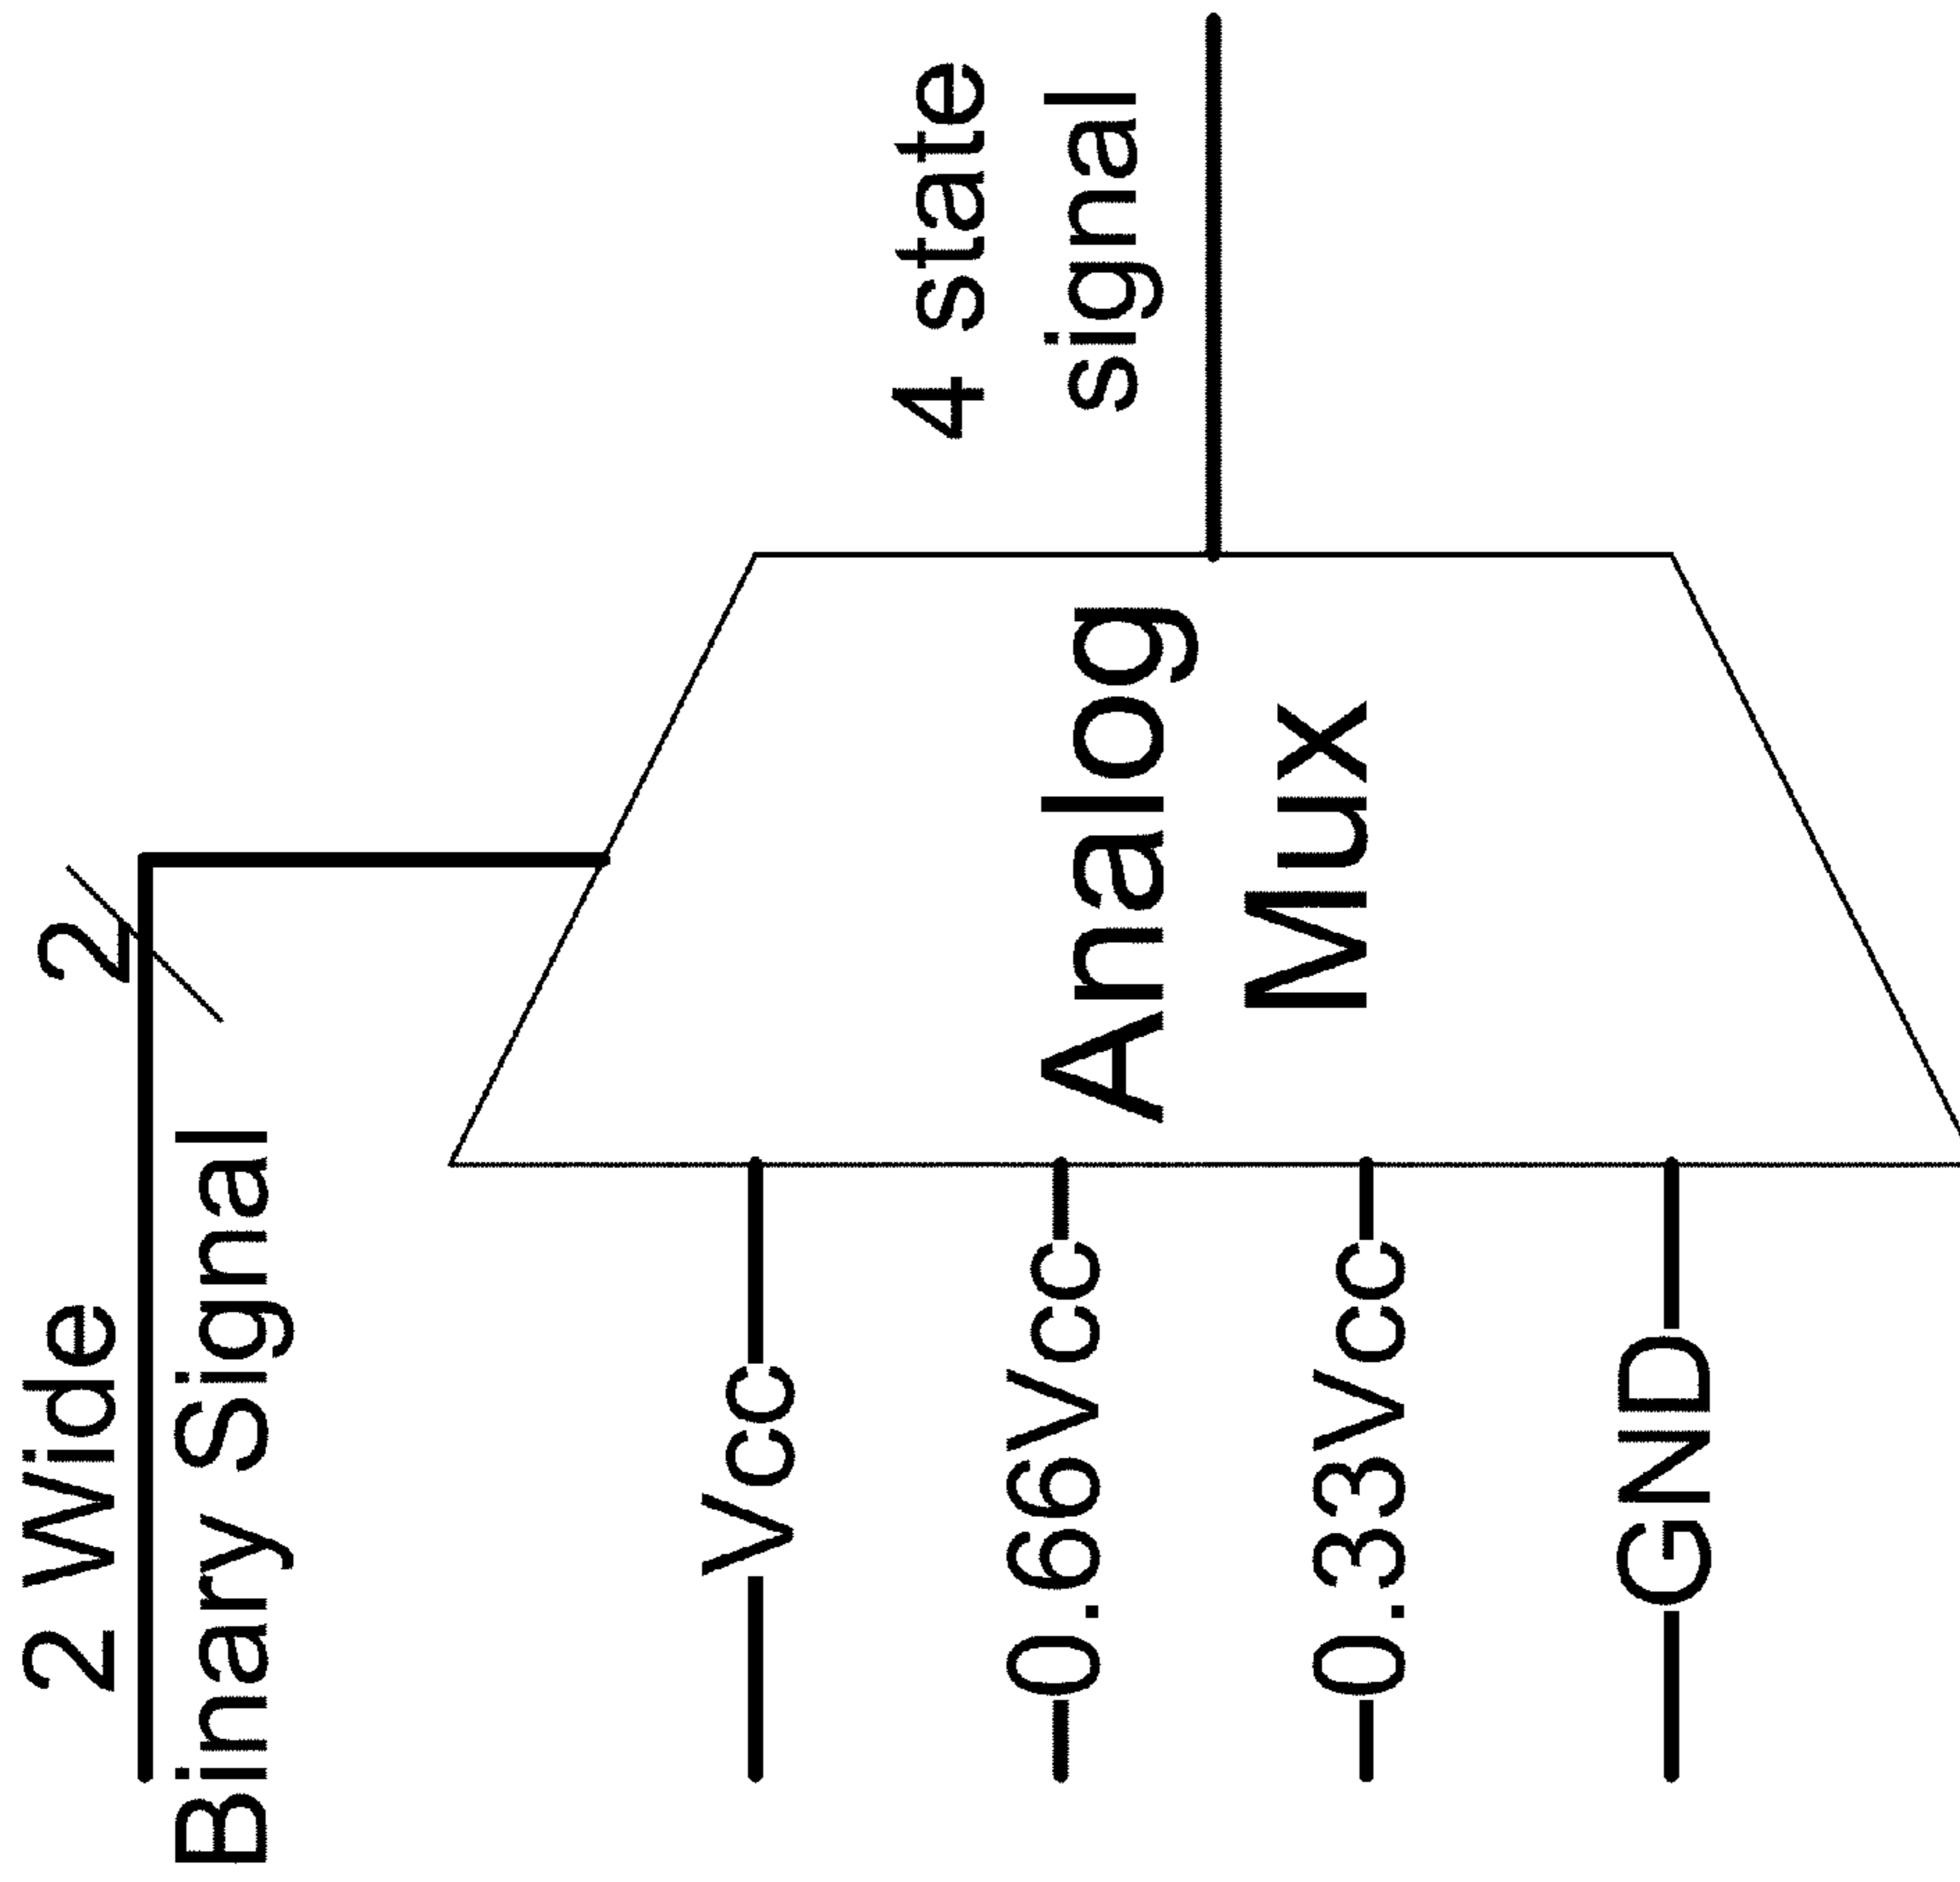 2 Wide
Binary Signal
2
Vcc
0.66Vcc
0.33Vcc
GND
Analog
Mux
4 state
signal